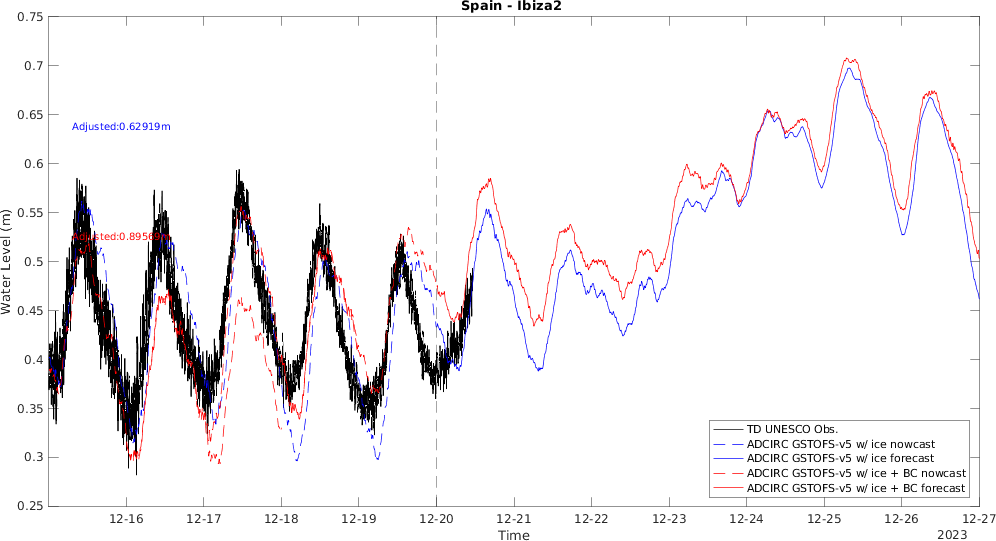 Spain - Ibiza2
0.75
0.7
0.65
0.6
0.55
0.5
0.45
0.4
0.35
0.3
0.25
Water Level (m)
Adjusted:0.62919m
Adjusted:0.89569m
TD UNESCO Obs.
ADCIRC GSTOFS-v5 w/ ice nowcast
ADCIRC GSTOFS-v5 w/ ice forecast
ADCIRC GSTOFS-v5 w/ ice + BC nowcast
ADCIRC GSTOFS-v5 w/ ice + BC forecast
12-16 12-17 12-18 12-19 12-20 12-21 12-22 12-23 12-24 12-25 12-26 12-27
Time
2023